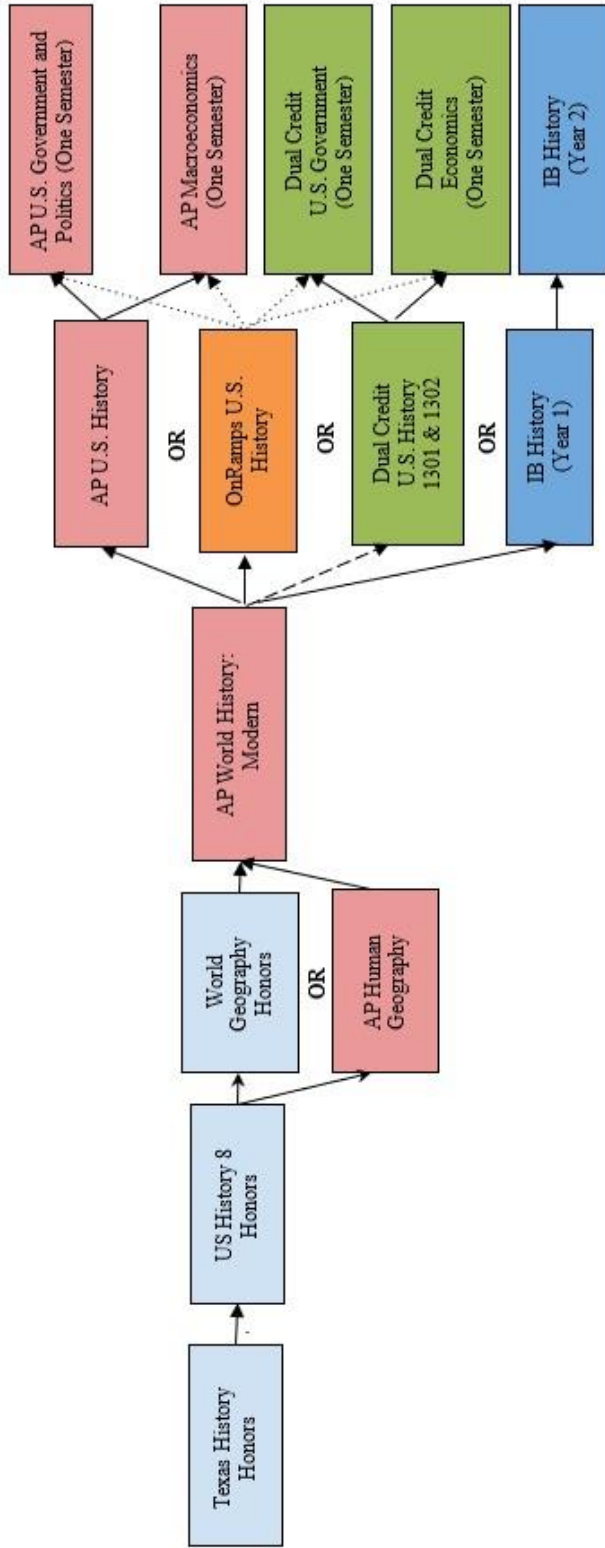 Texas History
Honors
US History 8
Honors
World
Geography
Honors
OR
AP Human
Geography
AP World History:
Modern
AP U.S. History
OR
OnRamps U.S.
History
OR
Dual Credit
U.S. History
1301 & 1302
OR
IB History
(Year 1)
AP U.S. Government and
Politics (One Semester)
AP Macroeconomics
(One Semester)
Dual Credit
U.S. Government
(One Semester)
Dual Credit
Economics
(One Semester)
IB History
(Year 2)